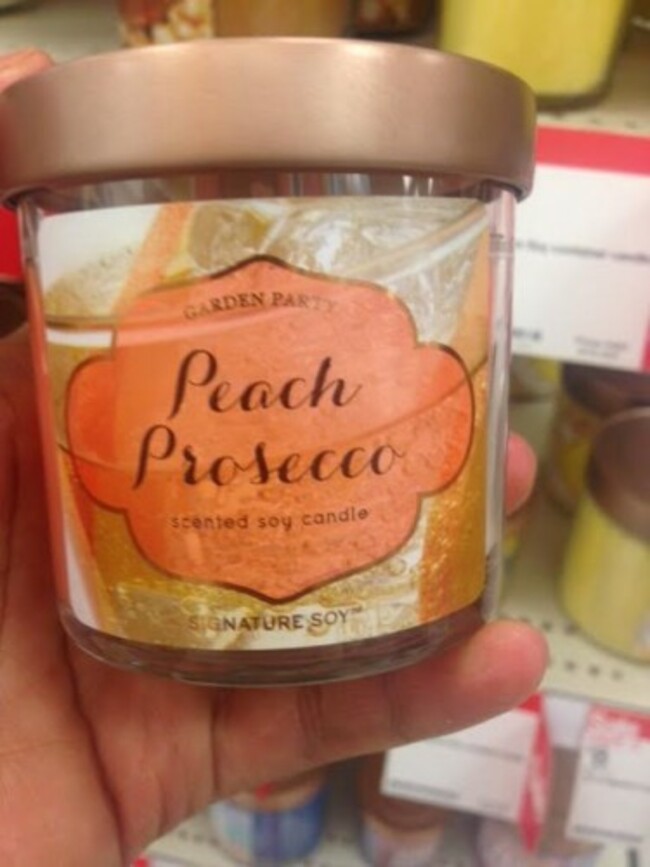 GARDEN PARTY
Peach
Prosecco
scented soy candle
SIGNATURE SOY™